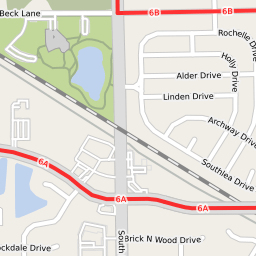 Beck Lane
6B
6B
Rochelle Drive
Holly Drive
Alder Drive
Linden Drive
Archway Drive
Southlea Drive
6A
6A
6A
South
Brick N Wood Drive
ockdale Drive